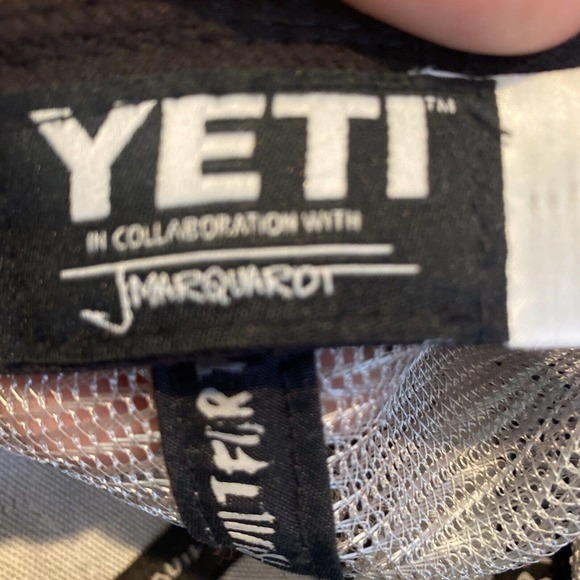 YETI™
IN COLLABORATION WITH
JMARQUARDT